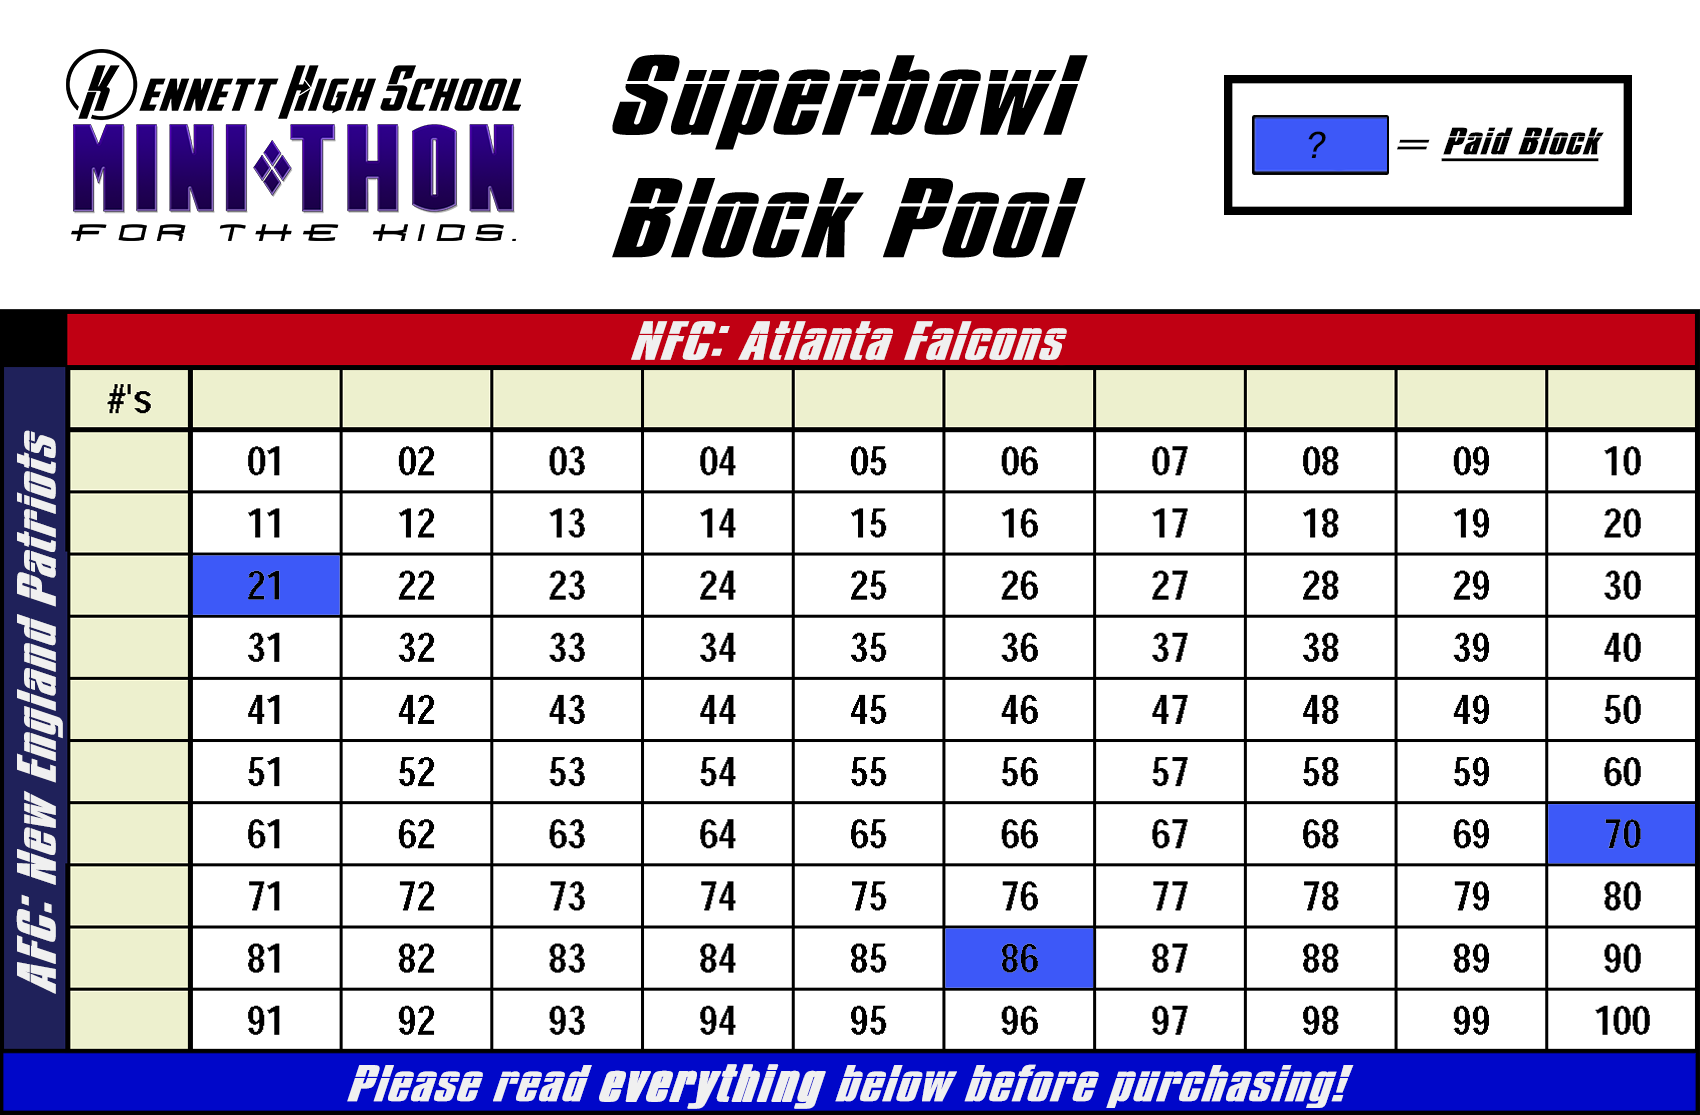 KENNETT HIGH SCHOOL
MINI THON
FOR THE KIDS.
Superbowl
Block Pool
? = Paid Block
NFC: Atlanta Falcons
AFC: New England Patriots
#'s
01 02 03 04 05 06 07 08 09 10
11 12 13 14 15 16 17 18 19 20
21 22 23 24 25 26 27 28 29 30
31 32 33 34 35 36 37 38 39 40
41 42 43 44 45 46 47 48 49 50
51 52 53 54 55 56 57 58 59 60
61 62 63 64 65 66 67 68 69 70
71 72 73 74 75 76 77 78 79 80
81 82 83 84 85 86 87 88 89 90
91 92 93 94 95 96 97 98 99 100
Please read everything below before purchasing!